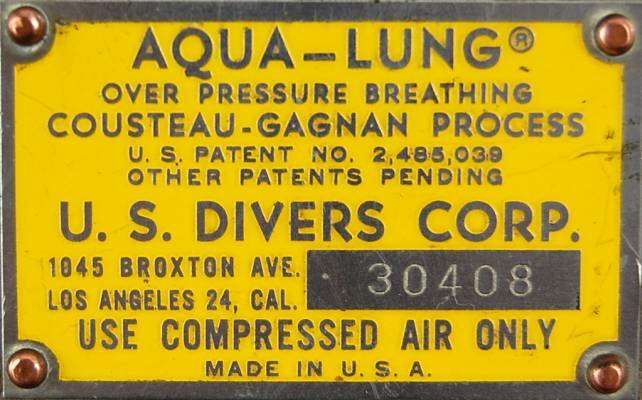 AQUA-LUNG®
OVER PRESSURE BREATHING
COUSTEAU-GAGNAN PROCESS
U. S. PATENT NO. 2,485,039
OTHER PATENTS PENDING
U. S. DIVERS CORP.
1045 BROXTON AVE.
LOS ANGELES 24, CAL.
30408
USE COMPRESSED AIR ONLY
MADE IN U. S. A.